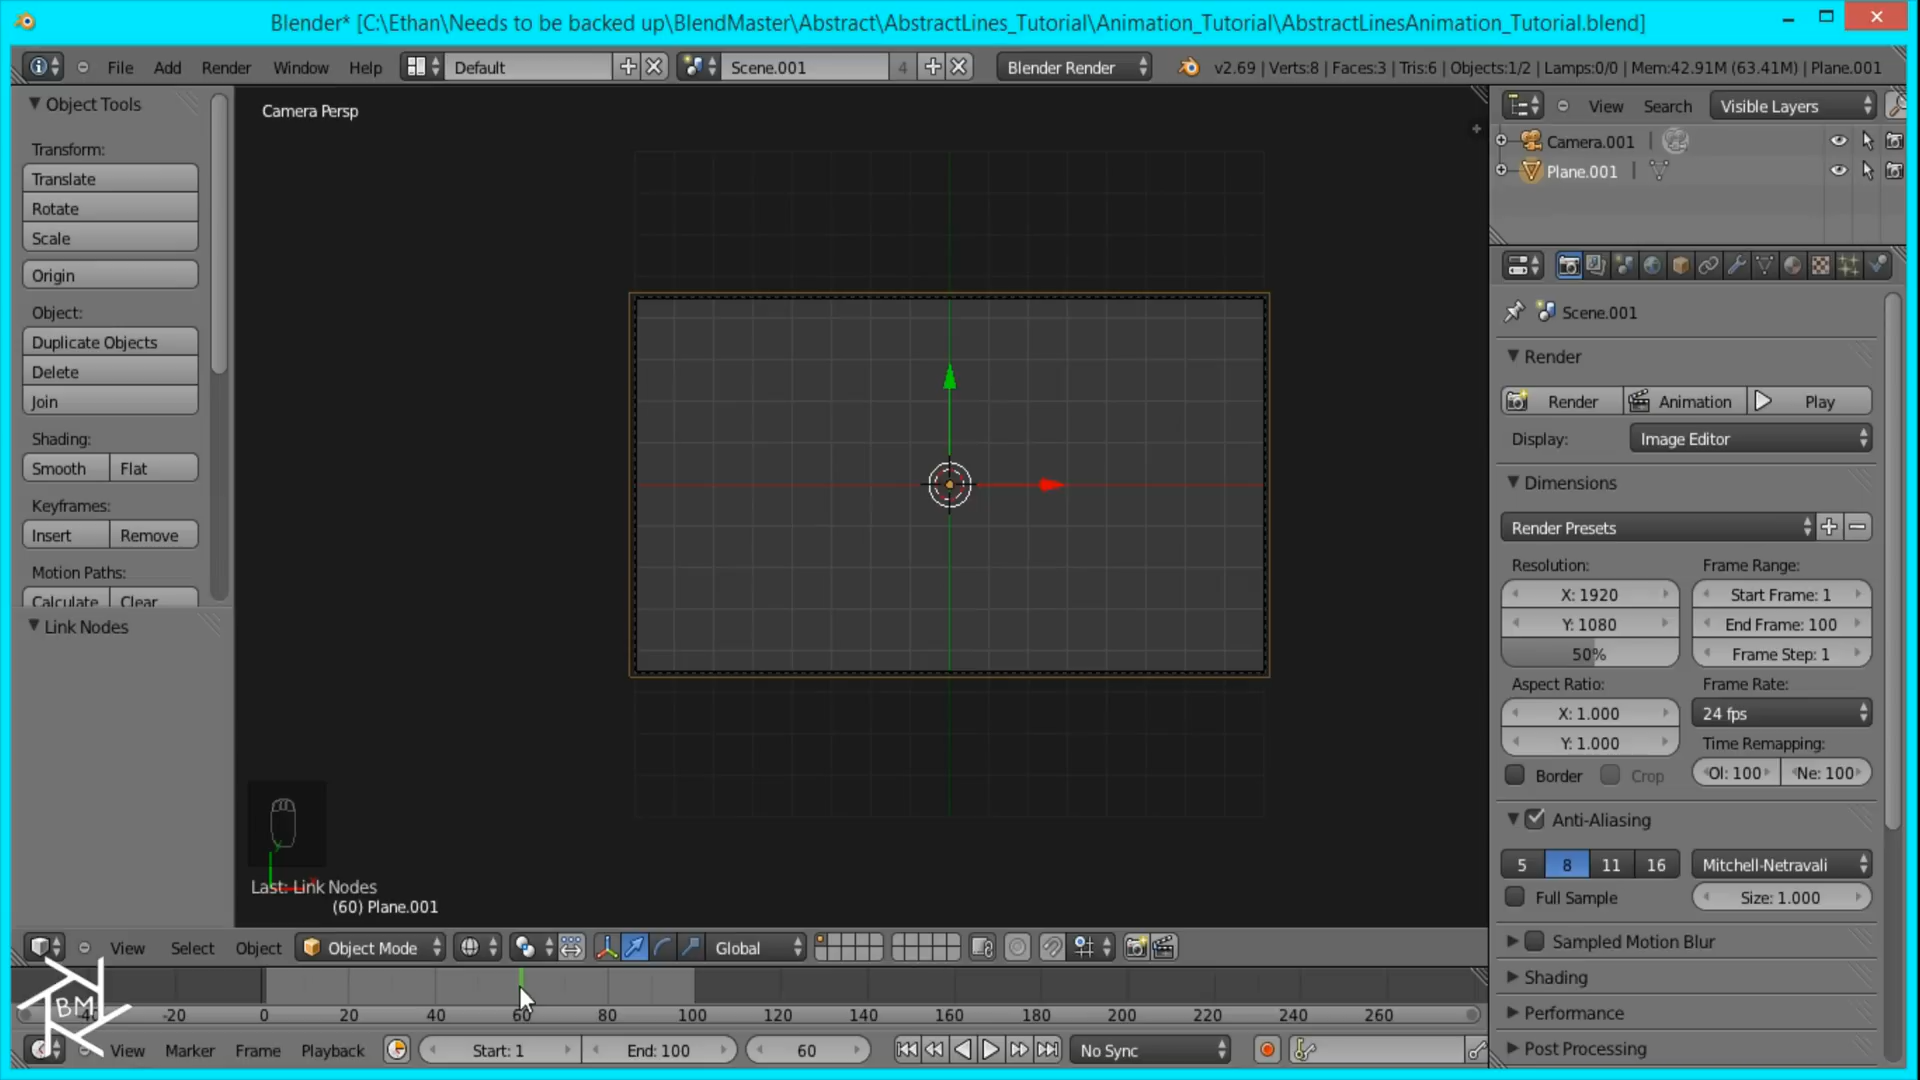 Blender* [C:\Ethan\Needs to be backed up\BlendMaster\Abstract\AbstractLines_Tutorial\Animation_Tutorial\AbstractLinesAnimation_Tutorial.blend]
File Add Render Window Help Default Scene.001 4 Blender Render v2.69 | Verts:8 | Faces:3 | Tris:6 | Objects:1/2 | Lamps:0/0 | Mem:42.91M (63.41M) | Plane.001
Object Tools
Transform:
Translate
Rotate
Scale
Origin
Object:
Duplicate Objects
Delete
Join
Shading:
Smooth Flat
Keyframes:
Insert Remove
Motion Paths:
Calculate Clear
Link Nodes
Camera Persp
Last: Link Nodes
(60) Plane.001
View Search Visible Layers
Camera.001
Plane.001
Scene.001
Render
Render Animation Play
Display: Image Editor
Dimensions
Render Presets
Resolution: Frame Range:
X: 1920 Start Frame: 1
Y: 1080 End Frame: 100
50% Frame Step: 1
Aspect Ratio: Frame Rate:
X: 1.000 24 fps
Y: 1.000 Time Remapping:
Border Crop Ol: 100 Ne: 100
Anti-Aliasing
5 8 11 16 Mitchell-Netravali
Full Sample Size: 1.000
Sampled Motion Blur
Shading
Performance
Post Processing
View Select Object Object Mode Global
BM
-40 -20 0 20 40 60 80 100 120 140 160 180 200 220 240 260
View Marker Frame Playback Start: 1 End: 100 60 No Sync